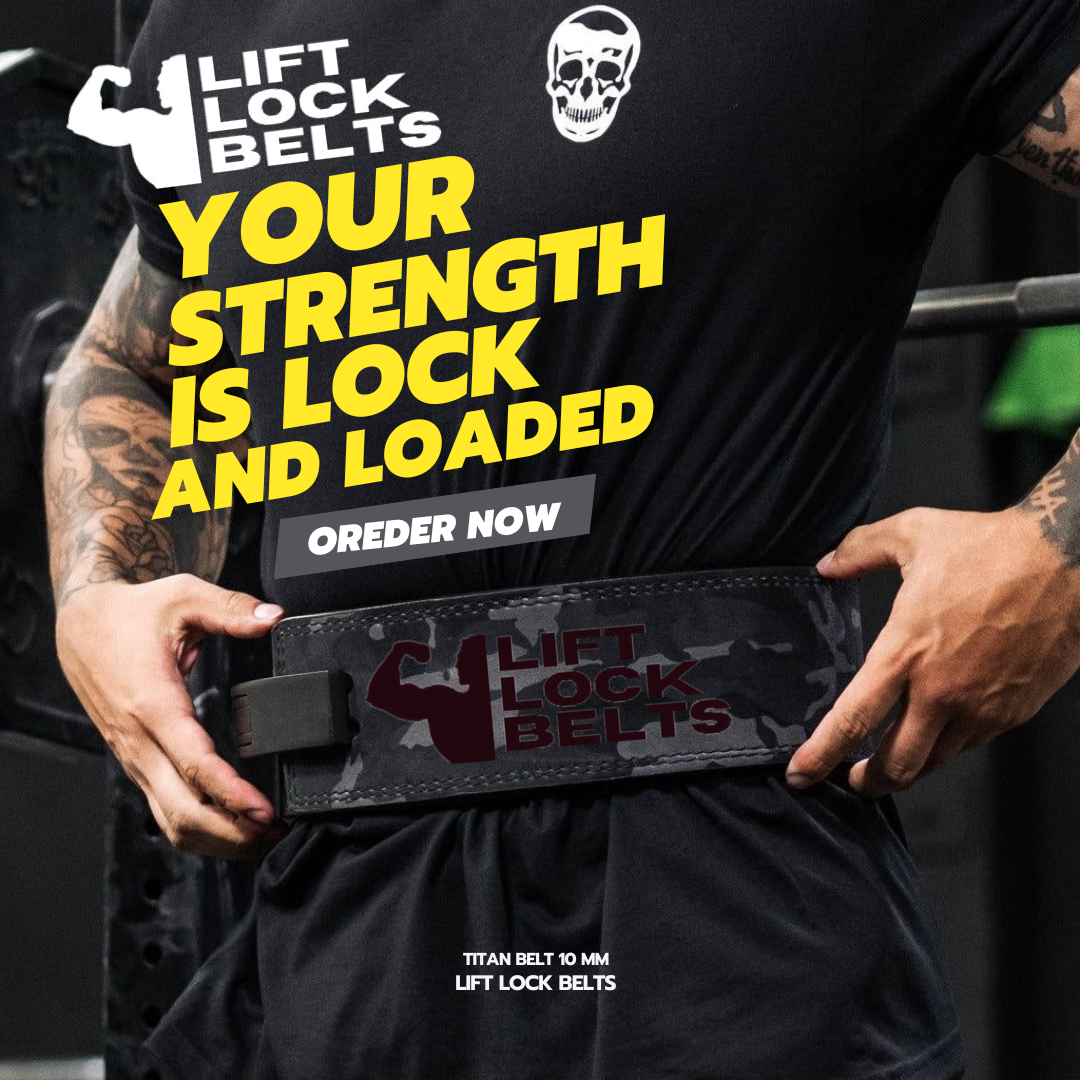 LIFT
LOCK
BELTS
YOUR
STRENGTH
IS LOCK
AND LOADED
OREDER NOW
LIFT
LOCK
BELTS
TITAN BELT 10 MM
LIFT LOCK BELTS